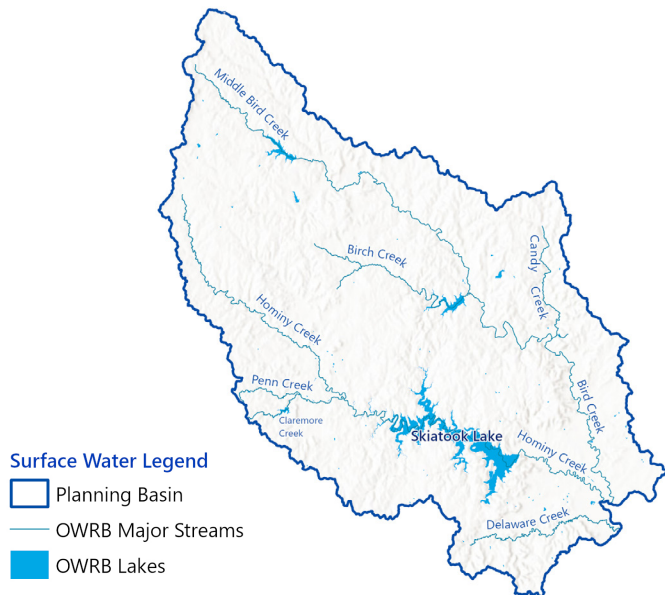 Middle Bird Creek
Birch Creek
Candy Creek
Hominy Creek
Penn Creek
Claremore
Creek
Bird Creek
Skiatook Lake
Hominy Creek
Delaware Creek
Surface Water Legend
Planning Basin
OWRB Major Streams
OWRB Lakes